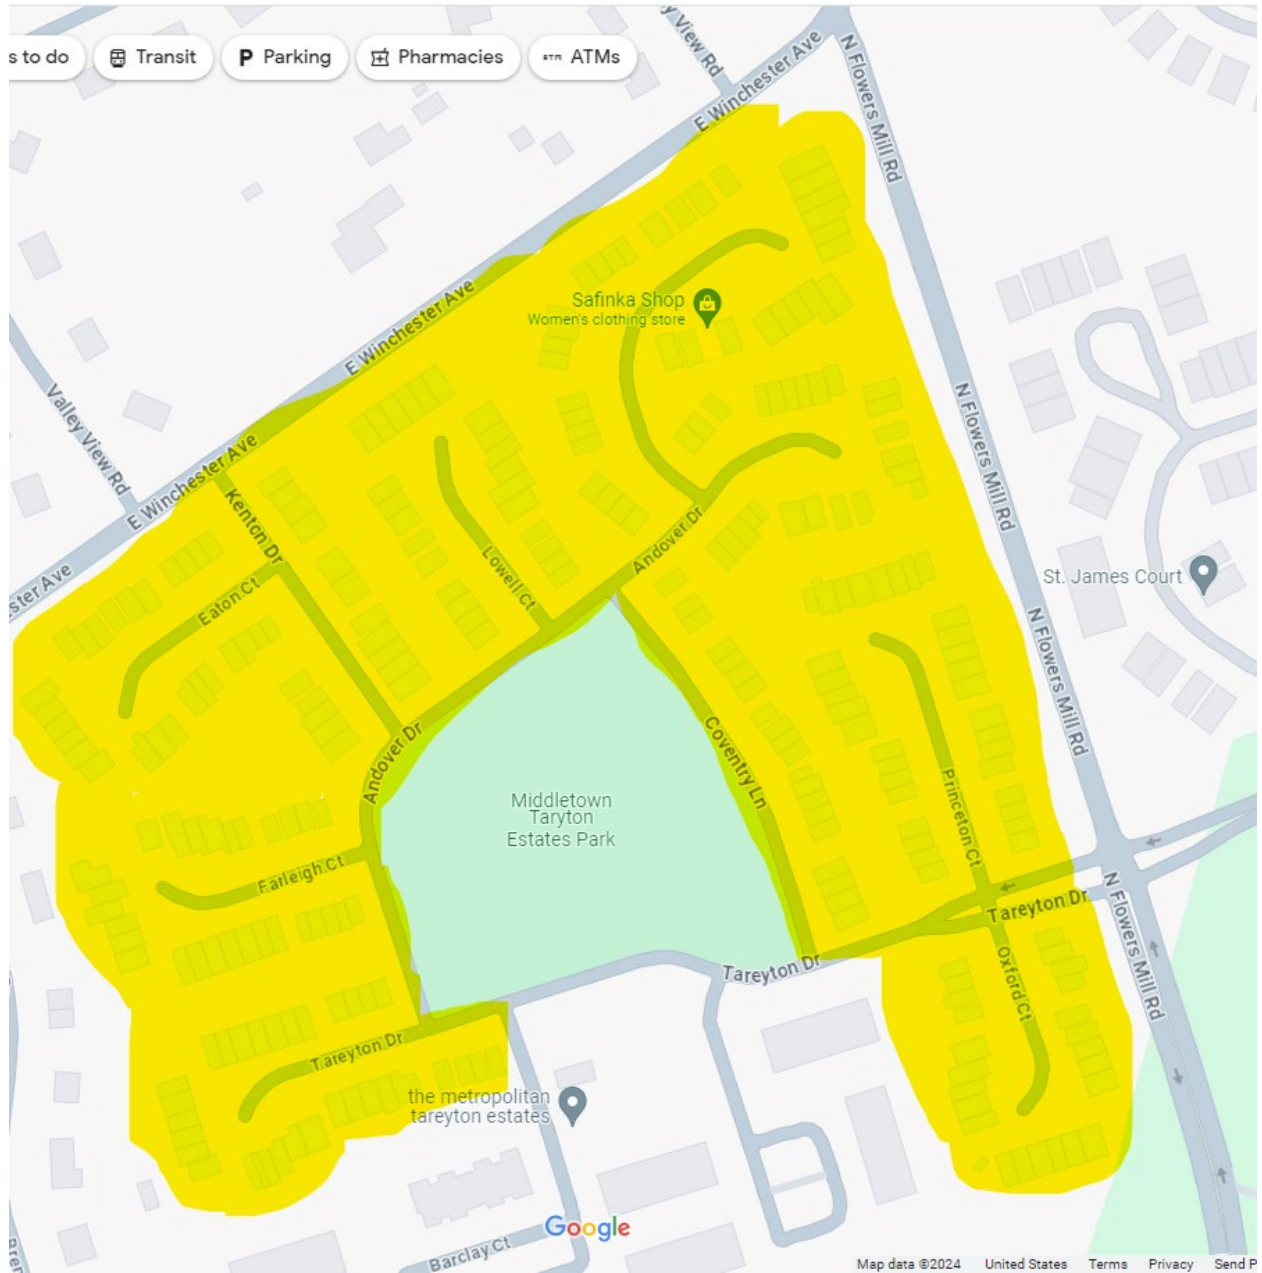 s to do
Transit
P Parking
Pharmacies
ATM ATMs
y View Rd
E Winchester Ave
N Flowers Mill Rd
Safinka Shop
Women's clothing store
E Winchester Ave
Valley View Rd
E Winchester Ave
N Flowers Mill Rd
Kenton Dr
Andover Dr
Lowell Ct
St. James Court
ster Ave
Eaton Ct
N Flowers Mill Rd
Andover Dr
Coventry Ln
Middletown
Taryton
Estates Park
Princeton Ct
Farleigh Ct
Tareyton Dr
N Flowers Mill Rd
Tareyton Dr
Oxford Ct
Tareyton Dr
the metropolitan
tareyton estates
Google
Barclay Ct
Bren
Map data ©2024 United States Terms Privacy Send P